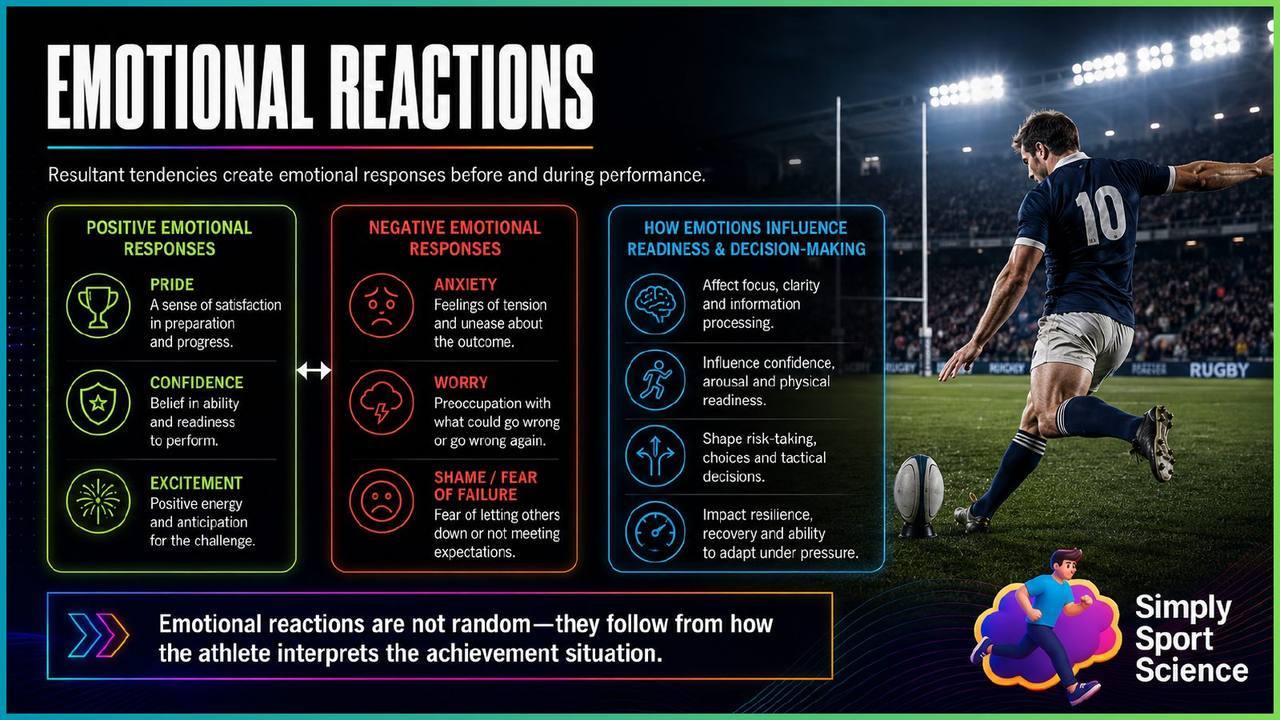 EMOTIONAL REACTIONS
Resultant tendencies create emotional responses before and during performance.
POSITIVE EMOTIONAL
RESPONSES
PRIDE
A sense of satisfaction
in preparation
and progress.
CONFIDENCE
Belief in ability
and readiness
to perform.
EXCITEMENT
Positive energy
and anticipation
for the challenge.
NEGATIVE EMOTIONAL
RESPONSES
ANXIETY
Feelings of tension
and unease about
the outcome.
WORRY
Preoccupation with
what could go wrong
or go wrong again.
SHAME / FEAR
OF FAILURE
Fear of letting others
down or not meeting
expectations.
HOW EMOTIONS INFLUENCE
READINESS & DECISION-MAKING
Affect focus, clarity
and information
processing.
Influence confidence,
arousal and physical
readiness.
Shape risk-taking,
choices and tactical
decisions.
Impact resilience,
recovery and ability
to adapt under pressure.
10
RUGBY
RUGBY
Emotional reactions are not random—they follow from how
the athlete interprets the achievement situation.
Simply
Sport
Science